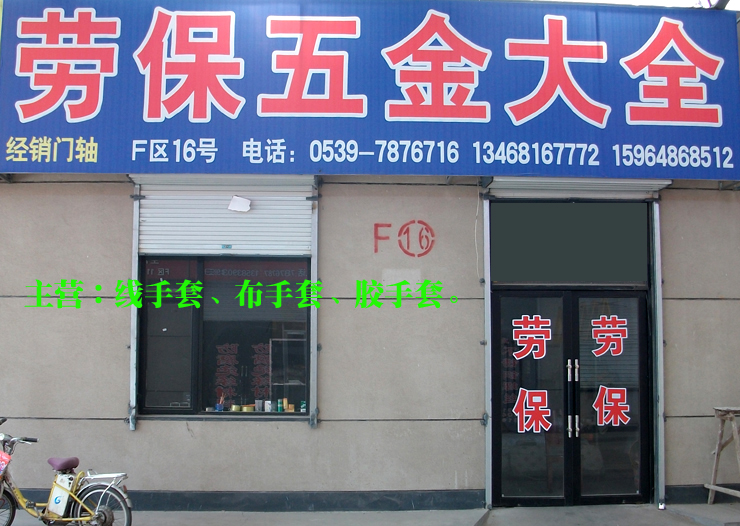 劳保五金大全
经销门轴 F区16号 电话：0539-7876716 13468167772 15964868512
F 16
主营：线手套、布手套、胶手套。
劳 劳
保 保